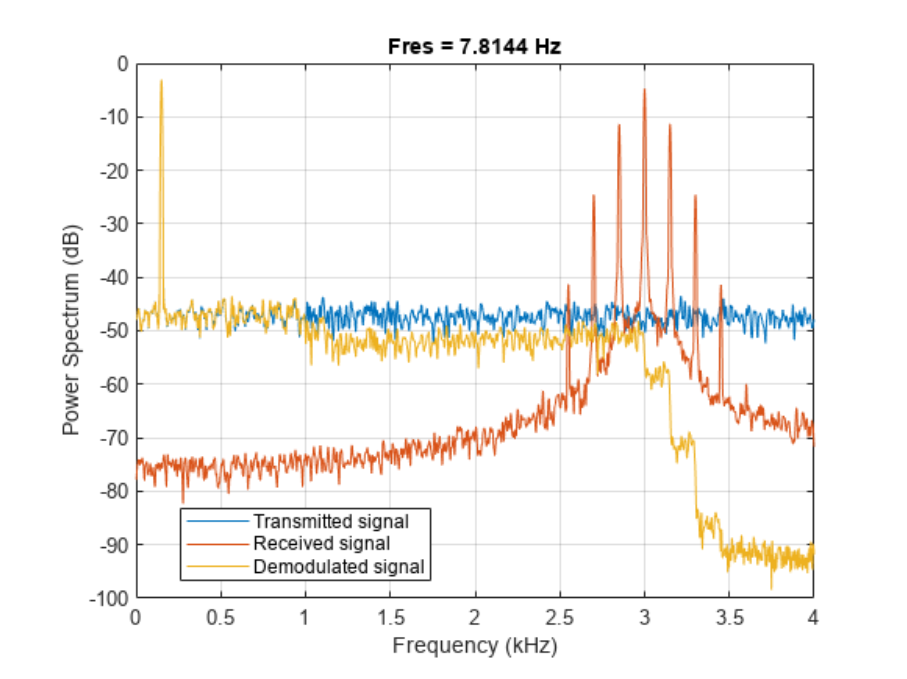 Fres = 7.8144 Hz
0
-10
-20
-30
-40
-50
-60
-70
-80
-90
-100
Power Spectrum (dB)
Transmitted signal
Received signal
Demodulated signal
0 0.5 1 1.5 2 2.5 3 3.5 4
Frequency (kHz)